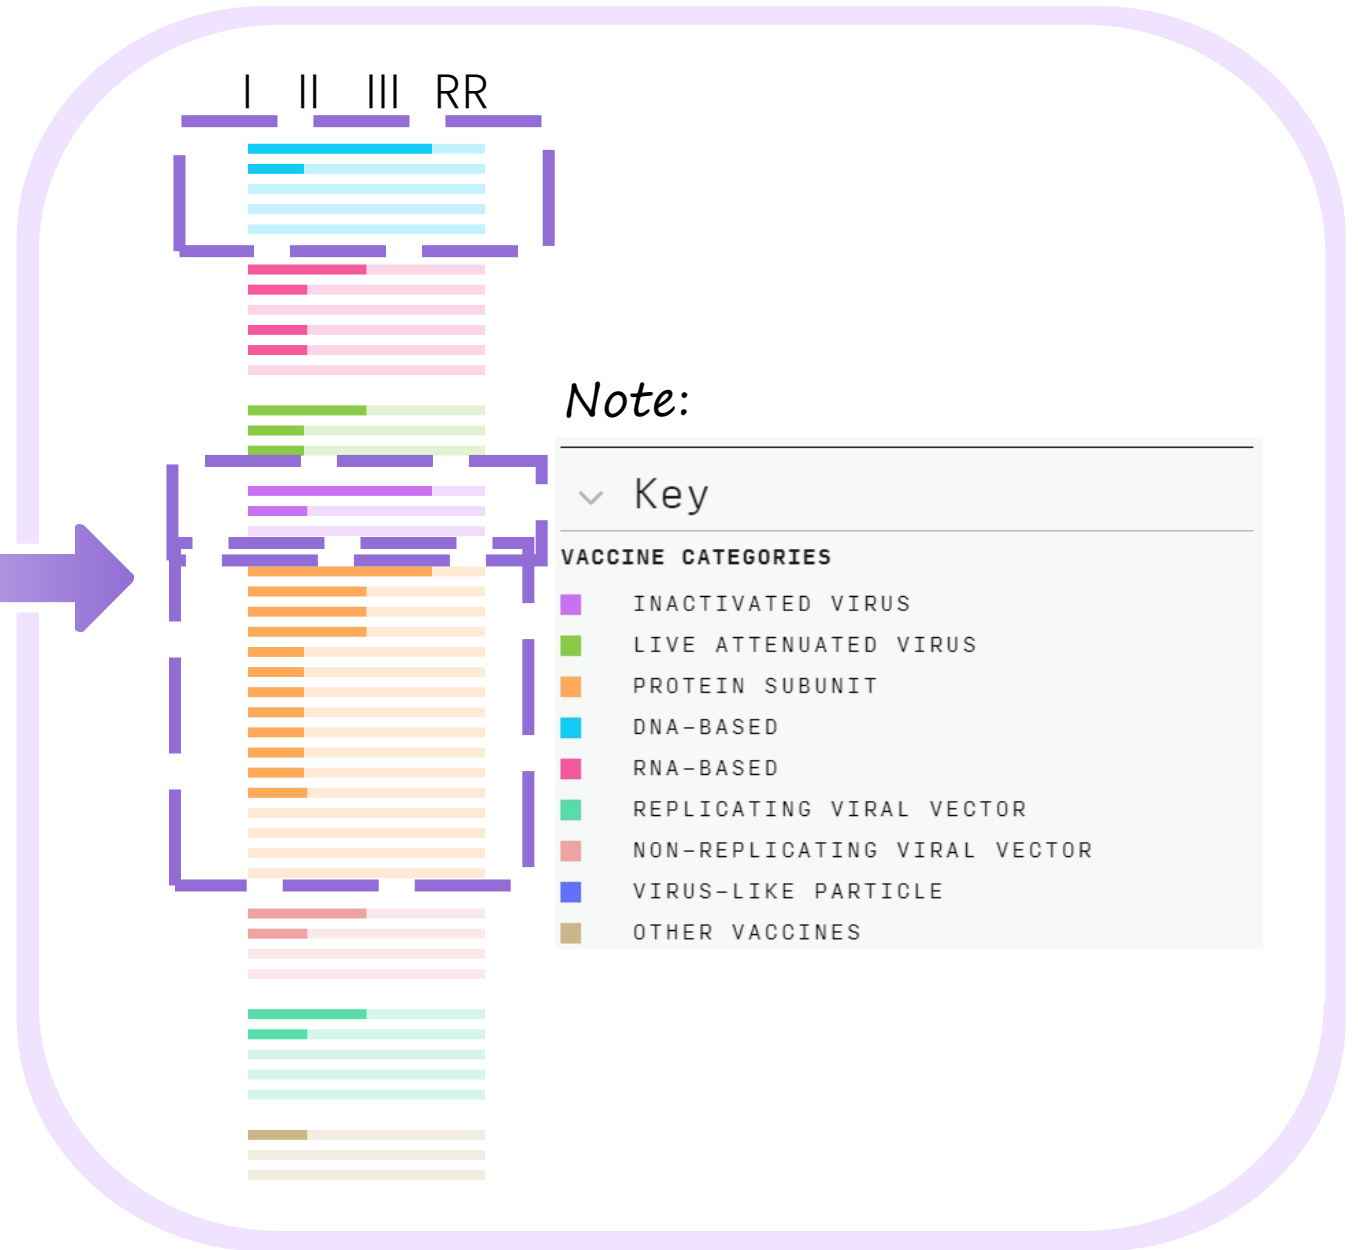 I II III RR
Note:
Key
VACCINE CATEGORIES
INACTIVATED VIRUS
LIVE ATTENUATED VIRUS
PROTEIN SUBUNIT
DNA-BASED
RNA-BASED
REPLICATING VIRAL VECTOR
NON-REPLICATING VIRAL VECTOR
VIRUS-LIKE PARTICLE
OTHER VACCINES